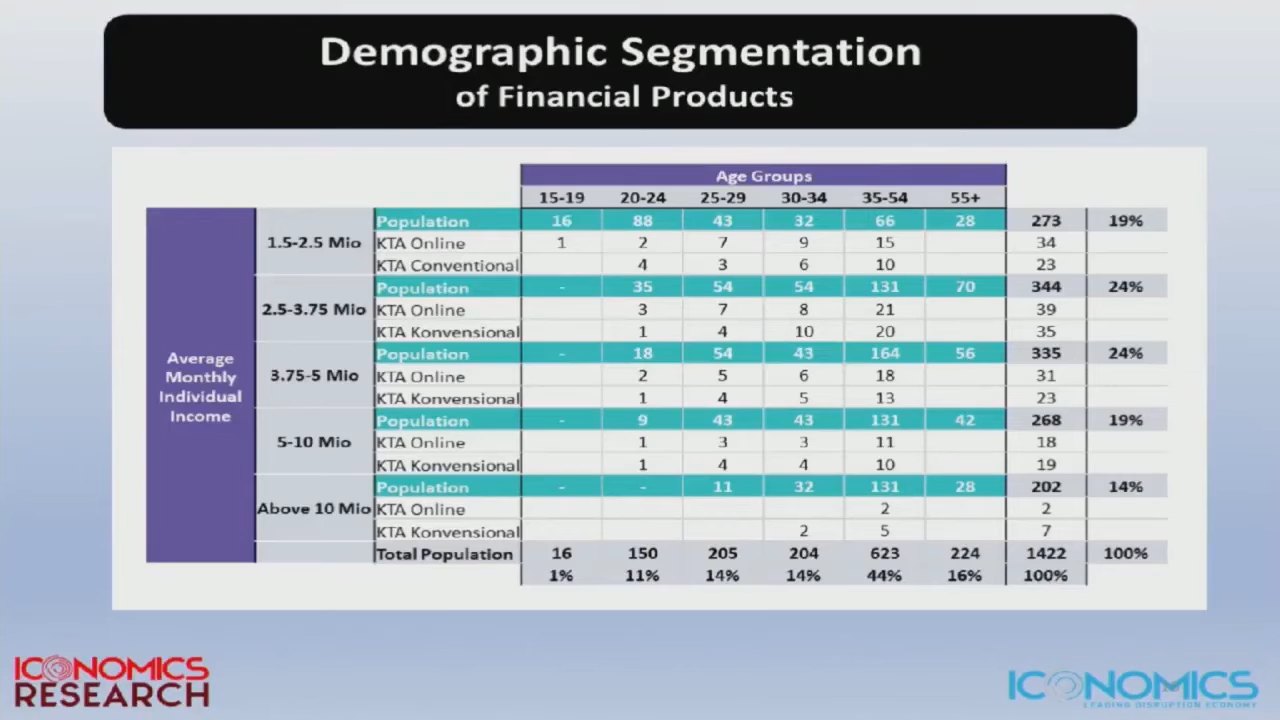 Demographic Segmentation
of Financial Products
Age Groups
15-19 20-24 25-29 30-34 35-54 55+
Population 16 88 43 32 66 28 273 19%
1.5-2.5 Mio KTA Online 1 2 7 9 15 34
KTA Conventional 4 3 6 10 23
Population - 35 54 54 131 70 344 24%
2.5-3.75 Mio KTA Online 3 7 8 21 39
KTA Konvensional 1 4 10 20 35
Population - 18 54 43 164 56 335 24%
3.75-5 Mio KTA Online 2 5 6 18 31
KTA Konvensional 1 4 5 13 23
Average Monthly Individual Income
Population - 9 43 43 131 42 268 19%
5-10 Mio KTA Online 1 3 3 11 18
KTA Konvensional 1 4 4 10 19
Population - - 11 32 131 28 202 14%
Above 10 Mio KTA Online 2 2
KTA Konvensional 2 5 7
Total Population 16 150 205 204 623 224 1422 100%
1% 11% 14% 14% 44% 16% 100%
ICONOMICS
RESEARCH
ICONOMICS
LEADING DISRUPTION ECONOMY